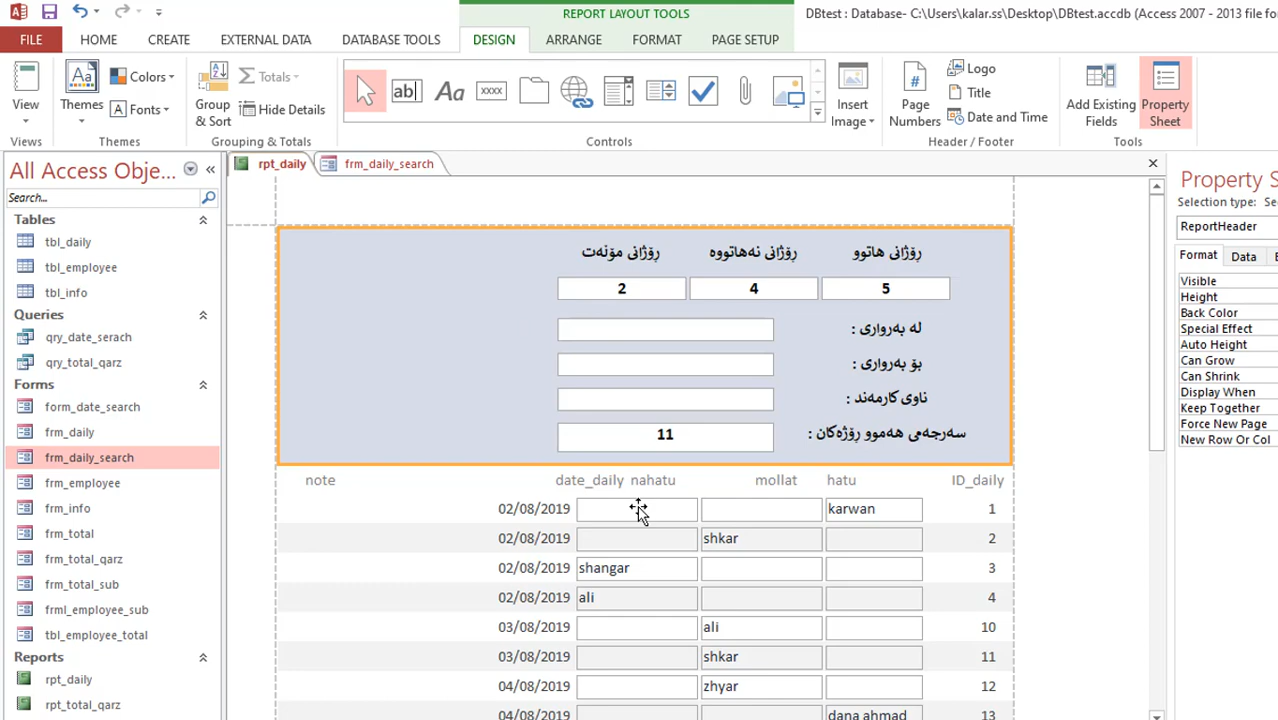 REPORT LAYOUT TOOLS
DBtest : Database- C:\Users\kalar.ss\Desktop\DBtest.accdb (Access 2007 - 2013 file for
FILE HOME CREATE EXTERNAL DATA DATABASE TOOLS DESIGN ARRANGE FORMAT PAGE SETUP
View
Themes
Colors
Fonts
Group & Sort
Totals
Hide Details
ab|
Aa
xxxx
Insert Image
Page Numbers
Logo
Title
Date and Time
Add Existing Fields
Property Sheet
Views Themes Grouping & Totals Controls Header / Footer Tools
All Access Obje...
Search...
Tables
tbl_daily
tbl_employee
tbl_info
Queries
qry_date_serach
qry_total_qarz
Forms
form_date_search
frm_daily
frm_daily_search
frm_employee
frm_info
frm_total
frm_total_qarz
frm_total_sub
frml_employee_sub
tbl_employee_total
Reports
rpt_daily
rpt_total_qarz
rpt_daily frm_daily_search
ڕۆژانی هاتوو ڕۆژانی نەهاتووە ڕۆژانی مۆڵەت
5 4 2
لە بەرواری :
بۆ بەرواری :
ناوی کارمەند :
سەرجەمی هەموو ڕۆژەکان : 11
note date_daily nahatu mollat hatu ID_daily
02/08/2019 karwan 1
02/08/2019 shkar 2
02/08/2019 shangar 3
02/08/2019 ali 4
03/08/2019 ali 10
03/08/2019 shkar 11
04/08/2019 zhyar 12
04/08/2019 dana ahmad 13
Property S
Selection type: Se
ReportHeader
Format Data
Visible
Height
Back Color
Special Effect
Auto Height
Can Grow
Can Shrink
Display When
Keep Together
Force New Page
New Row Or Col